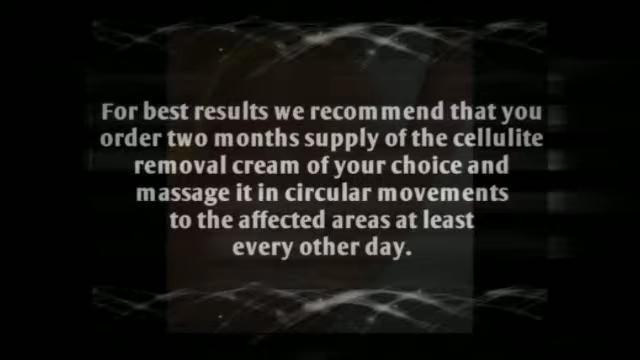 For best results we recommend that you
order two months supply of the cellulite
removal cream of your choice and
massage it in circular movements
to the affected areas at least
every other day.